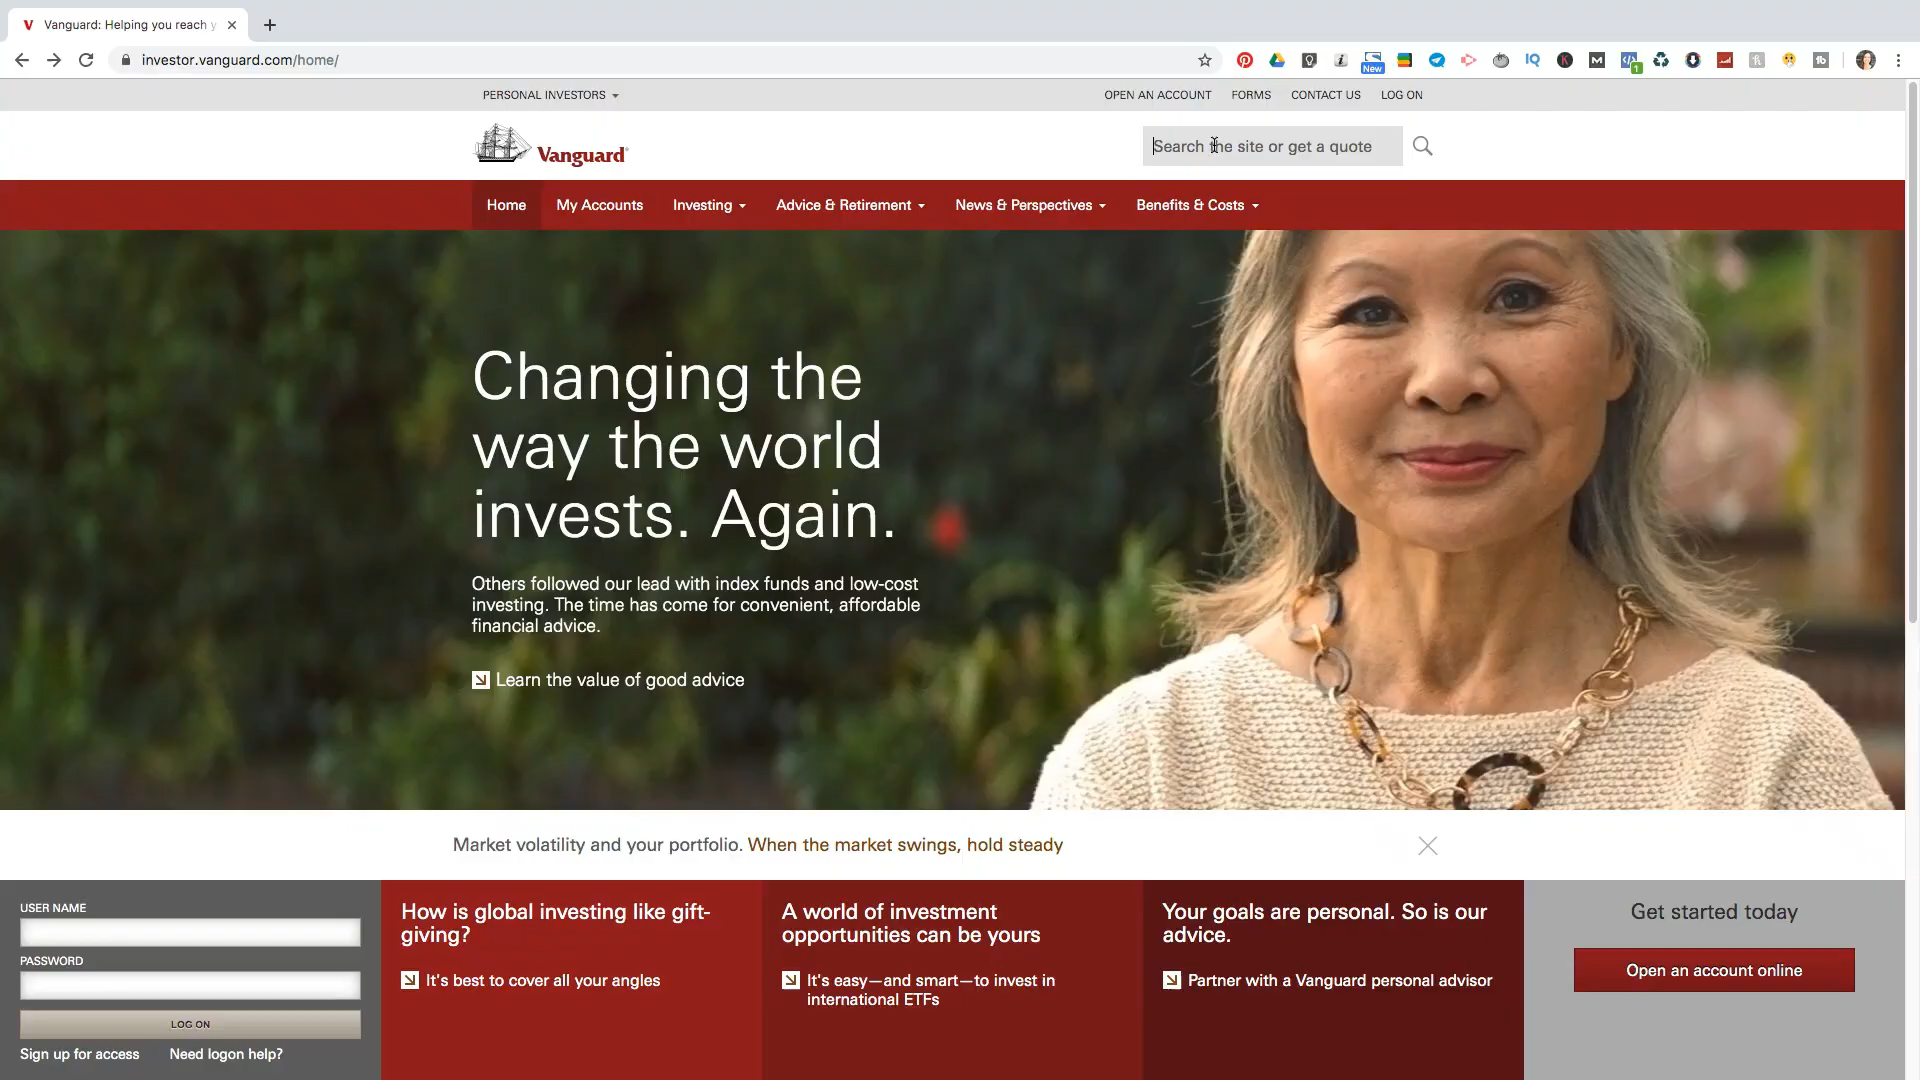 Vanguard: Helping you reach y
investor.vanguard.com/home/
New
1
PERSONAL INVESTORS
OPEN AN ACCOUNT
FORMS
CONTACT US
LOG ON
Vanguard
Search the site or get a quote
Home
My Accounts
Investing
Advice & Retirement
News & Perspectives
Benefits & Costs
Changing the
way the world
invests. Again.
Others followed our lead with index funds and low-cost
investing. The time has come for convenient, affordable
financial advice.
Learn the value of good advice
Market volatility and your portfolio. When the market swings, hold steady
USER NAME
PASSWORD
LOG ON
Sign up for access
Need logon help?
How is global investing like gift-
giving?
It's best to cover all your angles
A world of investment
opportunities can be yours
It's easy—and smart—to invest in
international ETFs
Your goals are personal. So is our
advice.
Partner with a Vanguard personal advisor
Get started today
Open an account online